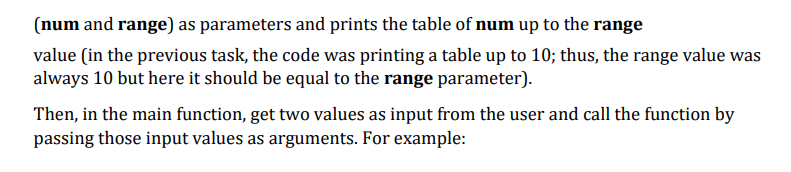 (num and range) as parameters and prints the table of num up to the range
value (in the previous task, the code was printing a table up to 10; thus, the range value was
always 10 but here it should be equal to the range parameter).
Then, in the main function, get two values as input from the user and call the function by
passing those input values as arguments. For example: